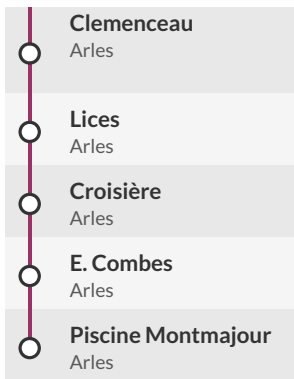 Clemenceau
Arles
Lices
Arles
Croisière
Arles
E. Combes
Arles
Piscine Montmajour
Arles